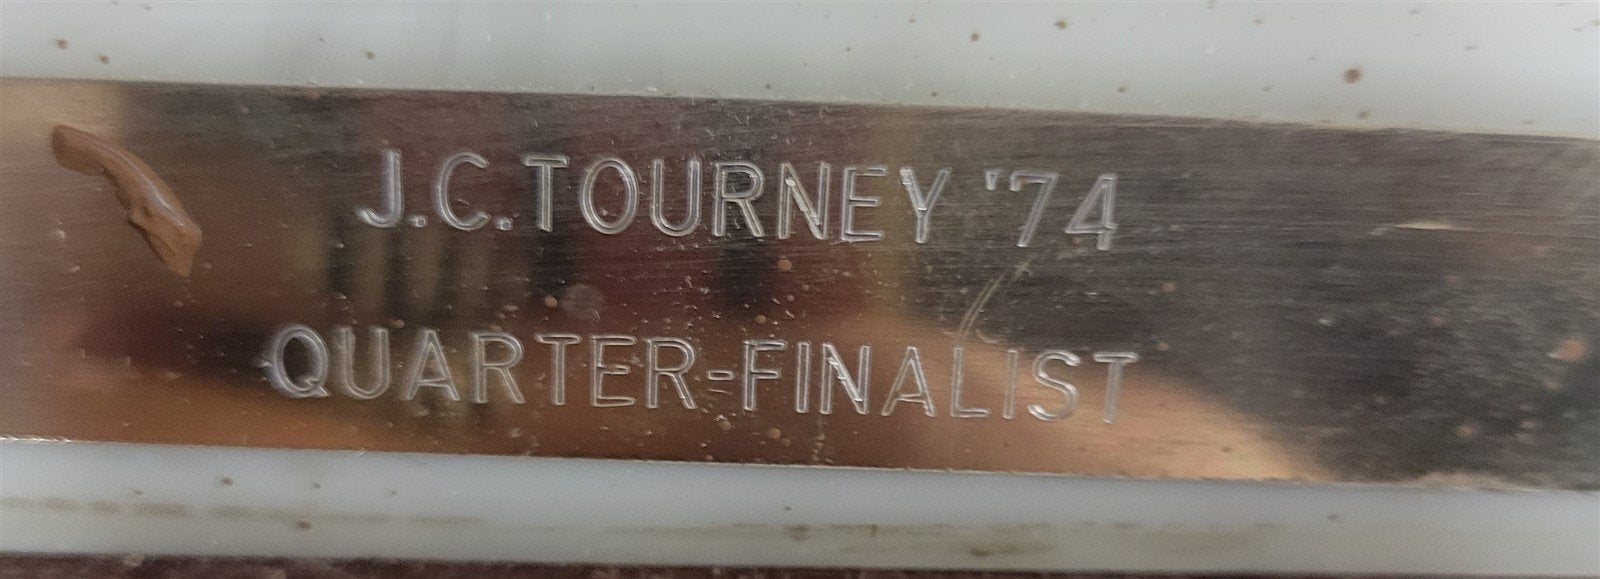 J.C. TOURNEY '74
QUARTER-FINALIST